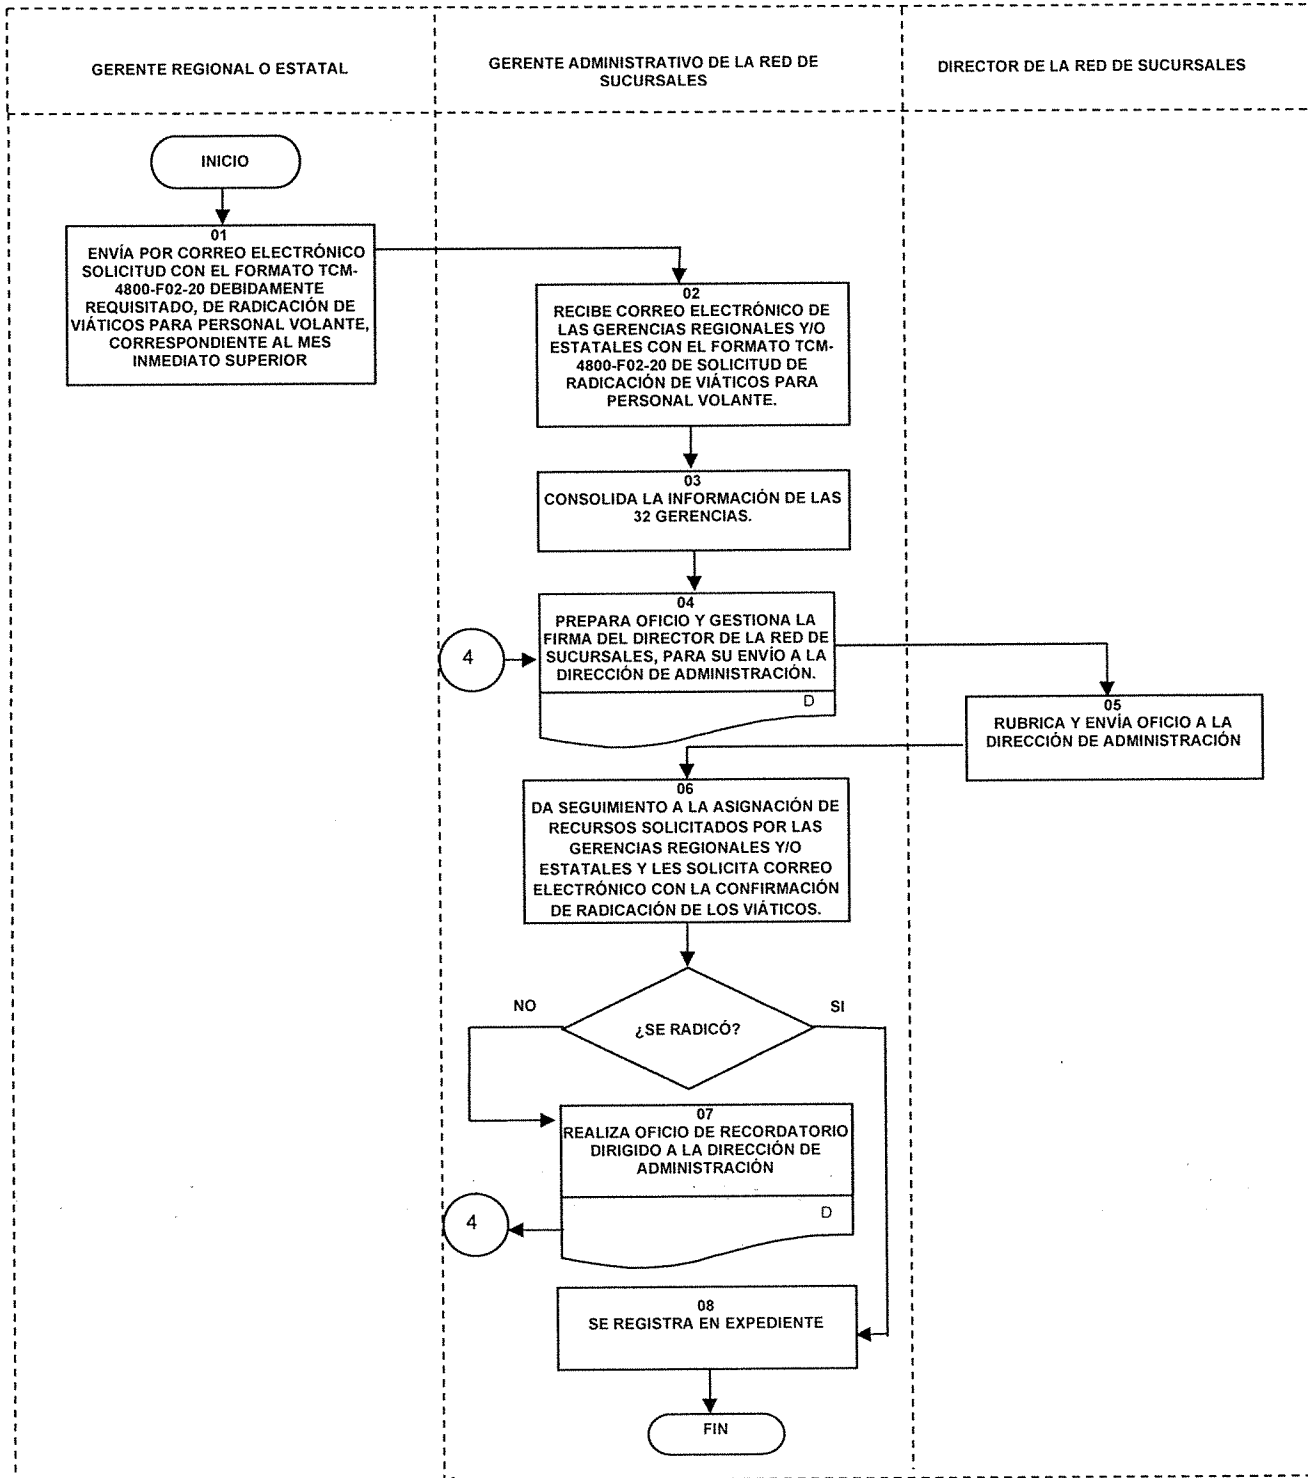 GERENTE REGIONAL O ESTATAL
GERENTE ADMINISTRATIVO DE LA RED DE
SUCURSALES
DIRECTOR DE LA RED DE SUCURSALES
INICIO
01
ENVÍA POR CORREO ELECTRÓNICO
SOLICITUD CON EL FORMATO TCM-
4800-F02-20 DEBIDAMENTE
REQUISITADO, DE RADICACIÓN DE
VIÁTICOS PARA PERSONAL VOLANTE,
CORRESPONDIENTE AL MES
INMEDIATO SUPERIOR
02
RECIBE CORREO ELECTRÓNICO DE
LAS GERENCIAS REGIONALES Y/O
ESTATALES CON EL FORMATO TCM-
4800-F02-20 DE SOLICITUD DE
RADICACIÓN DE VIÁTICOS PARA
PERSONAL VOLANTE.
03
CONSOLIDA LA INFORMACIÓN DE LAS
32 GERENCIAS.
04
PREPARA OFICIO Y GESTIONA LA
FIRMA DEL DIRECTOR DE LA RED DE
SUCURSALES, PARA SU ENVÍO A LA
DIRECCIÓN DE ADMINISTRACIÓN.
4
D
05
RUBRICA Y ENVÍA OFICIO A LA
DIRECCIÓN DE ADMINISTRACIÓN
06
DA SEGUIMIENTO A LA ASIGNACIÓN DE
RECURSOS SOLICITADOS POR LAS
GERENCIAS REGIONALES Y/O
ESTATALES Y LES SOLICITA CORREO
ELECTRÓNICO CON LA CONFIRMACIÓN
DE RADICACIÓN DE LOS VIÁTICOS.
NO
SI
¿SE RADICÓ?
07
REALIZA OFICIO DE RECORDATORIO
DIRIGIDO A LA DIRECCIÓN DE
ADMINISTRACIÓN
D
4
08
SE REGISTRA EN EXPEDIENTE
FIN